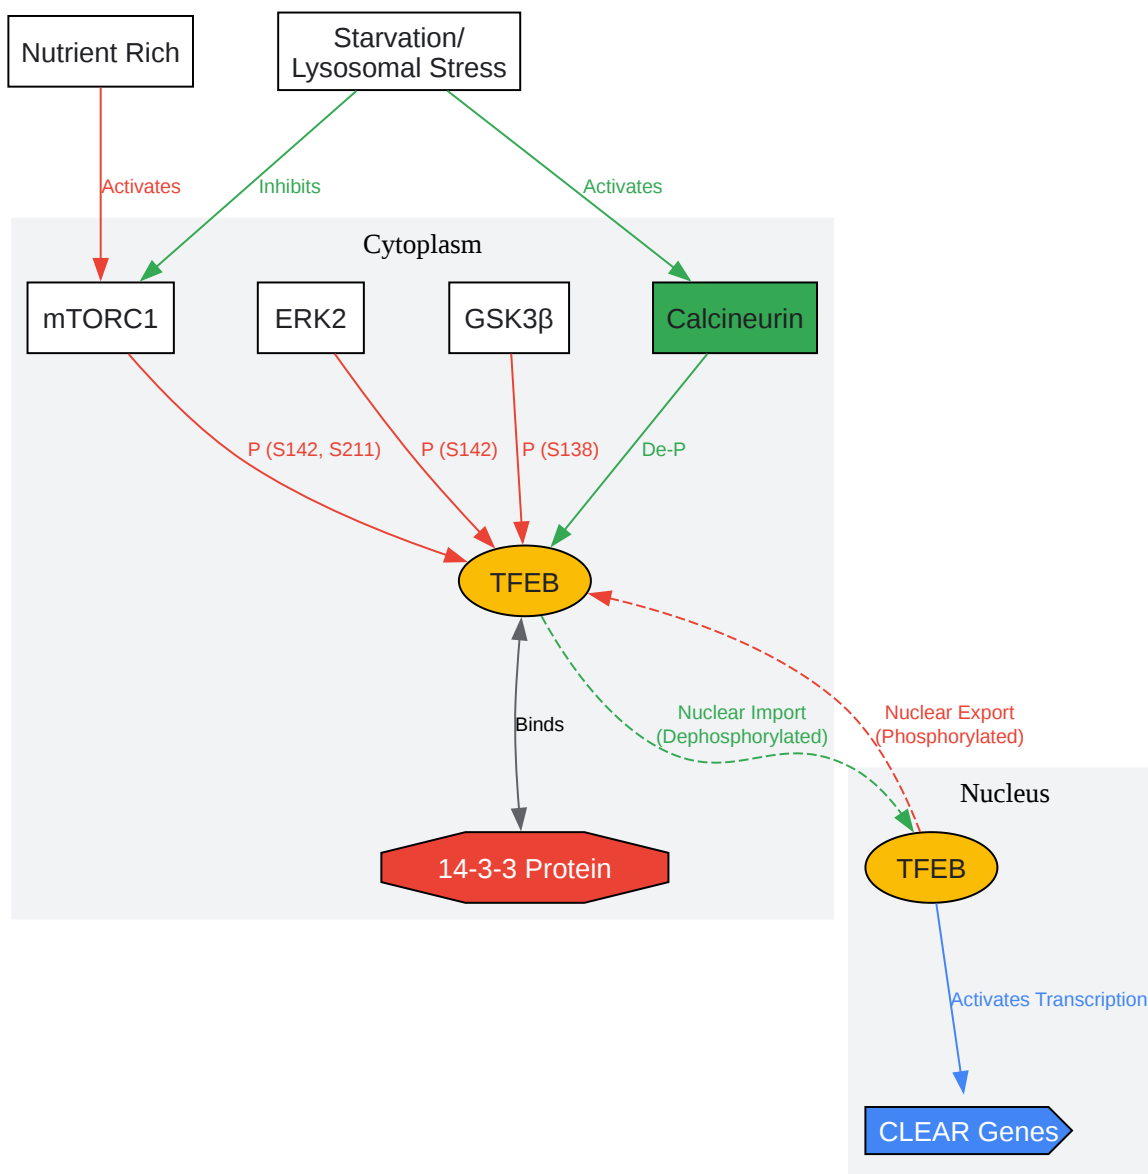 Nutrient Rich
Starvation/
Lysosomal Stress
Activates
Inhibits
Activates
Cytoplasm
mTORC1
ERK2
GSK3β
Calcineurin
P (S142, S211)
P (S142)
P (S138)
De-P
TFEB
Binds
Nuclear Import
(Dephosphorylated)
Nuclear Export
(Phosphorylated)
Nucleus
14-3-3 Protein
TFEB
Activates Transcription
CLEAR Genes